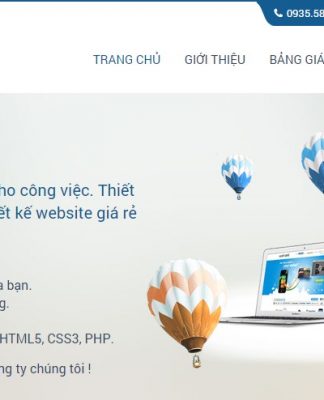 0935.58
TRANG CHỦ GIỚI THIỆU BẢNG GIÁ
ho công việc. Thiết
ết kế website giá rẻ
a bạn.
g.
HTML5, CSS3, PHP.
ng ty chúng tôi !